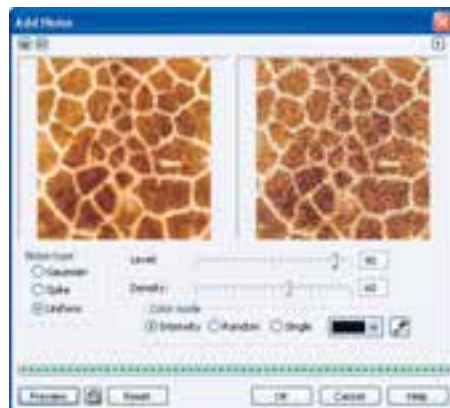 Add Noise
Noise type
Gaussian
Spike
Uniform
Level:
Density:
Color mode
Intensity
Random
Single
Preview
Reset
OK
Cancel
Help